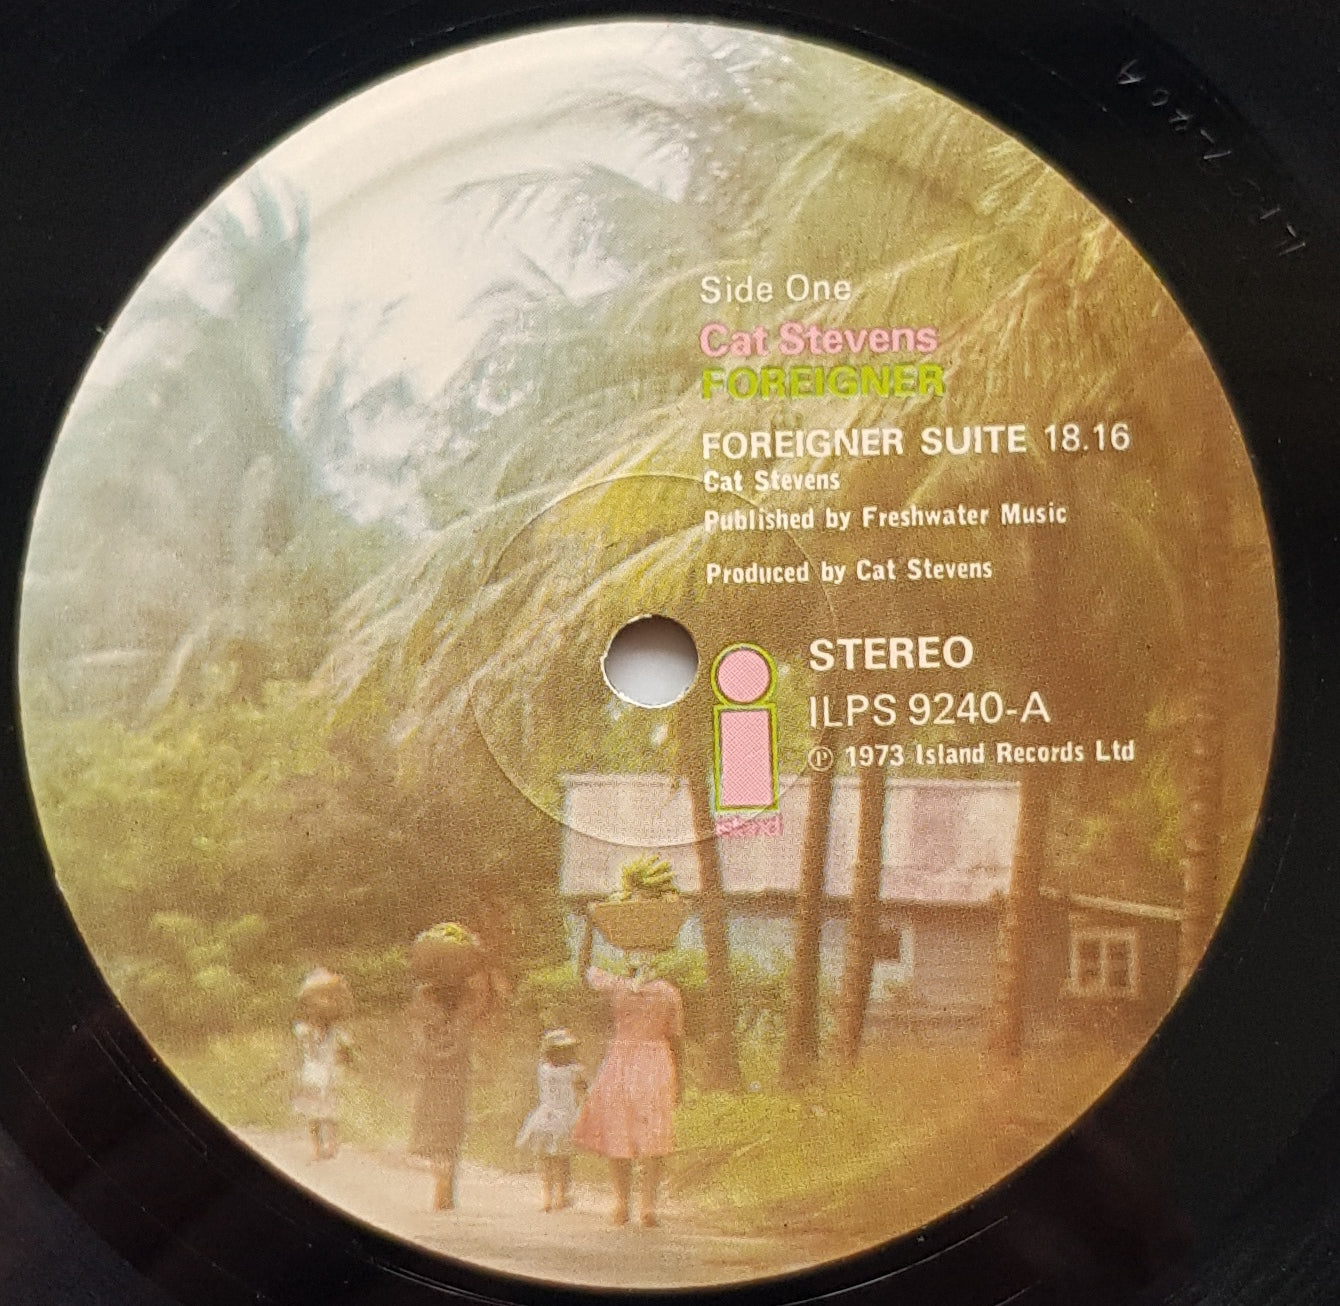 Side One
Cat Stevens
FOREIGNER
FOREIGNER SUITE 18.16
Cat Stevens
Published by Freshwater Music
Produced by Cat Stevens
STEREO
ILPS 9240-A
℗ 1973 Island Records Ltd
island